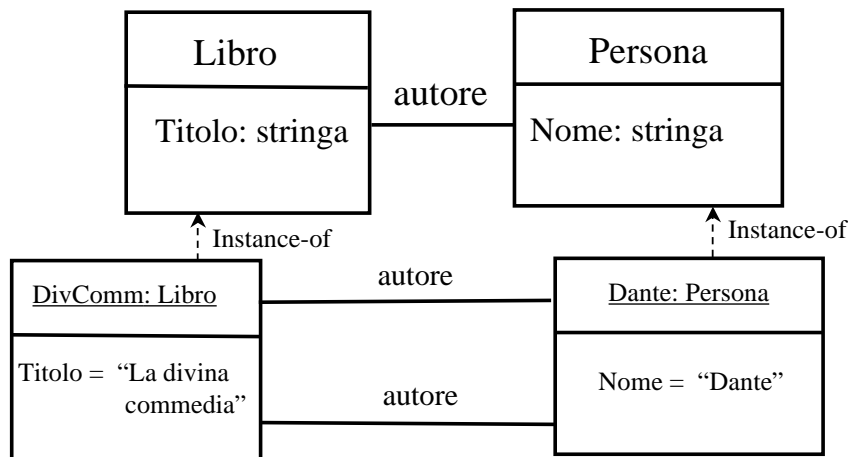 Libro
Persona
autore
Titolo: stringa
Nome: stringa
Instance-of
Instance-of
DivComm: Libro
autore
Dante: Persona
Titolo = “La divina
commedia”
Nome = “Dante”
autore